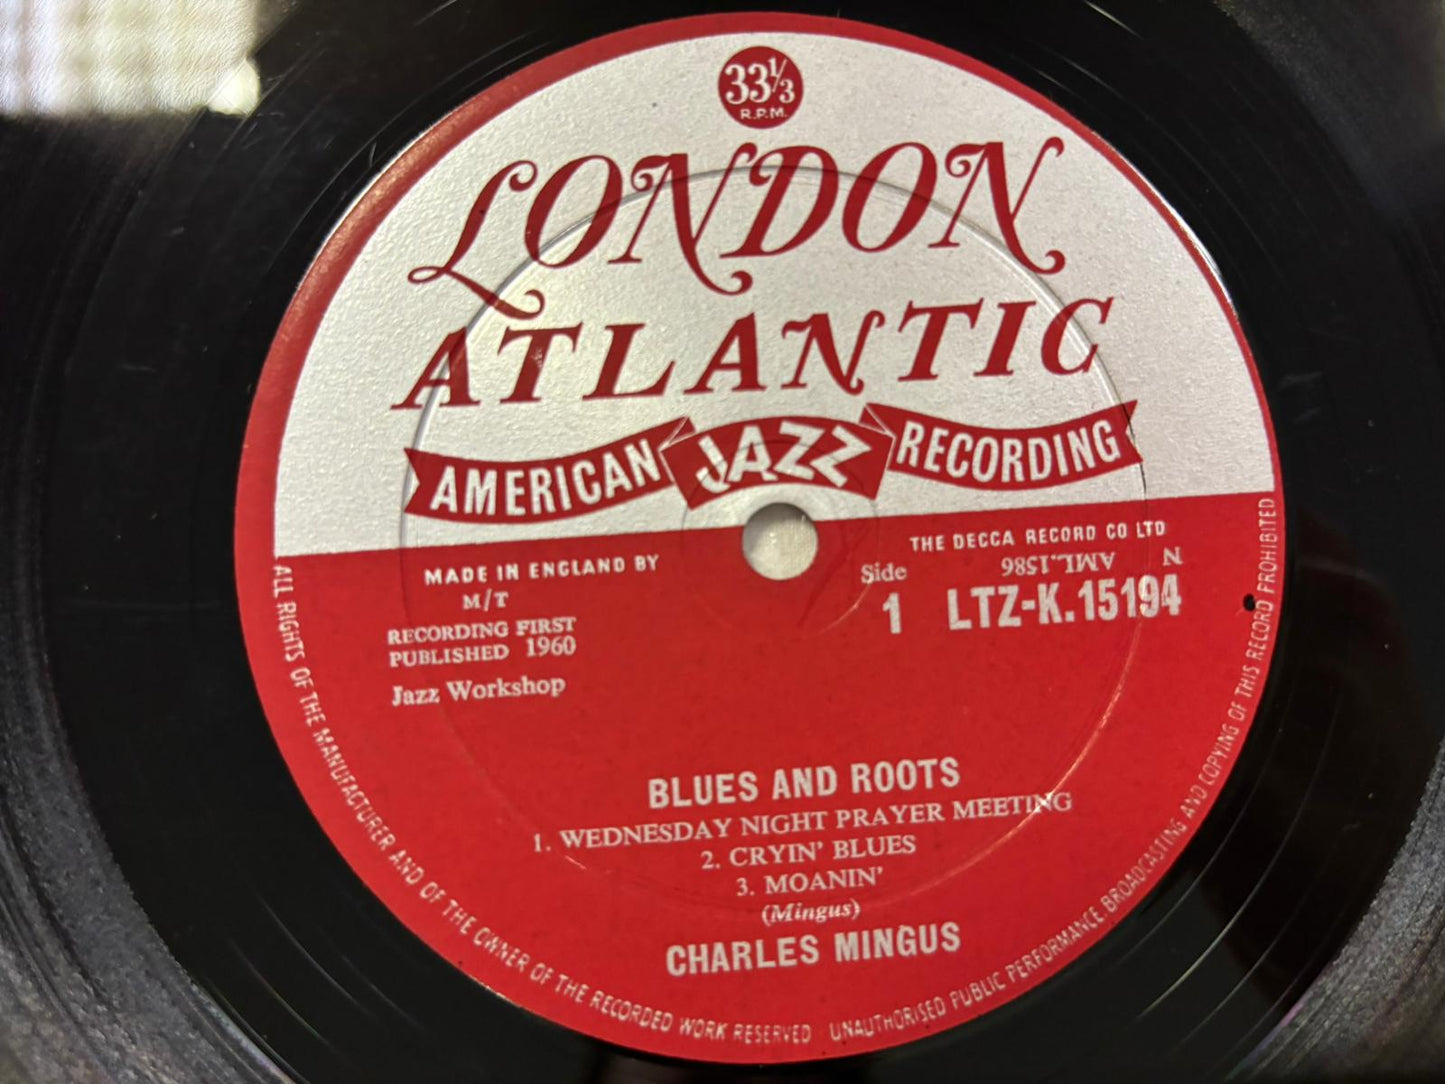 33⅓
R.P.M.
LONDON
ATLANTIC
AMERICAN JAZZ RECORDING
MADE IN ENGLAND BY
THE DECCA RECORD CO LTD
M/T
RECORDING FIRST
PUBLISHED 1960
Jazz Workshop
Side
1
AML.1586
N
LTZ-K.15194
BLUES AND ROOTS
1. WEDNESDAY NIGHT PRAYER MEETING
2. CRYIN' BLUES
3. MOANIN'
(Mingus)
CHARLES MINGUS
ALL RIGHTS OF THE MANUFACTURER AND OF THE OWNER OF THE RECORDED WORK RESERVED UNAUTHORISED PUBLIC PERFORMANCE BROADCASTING AND COPYING OF THIS RECORD PROHIBITED